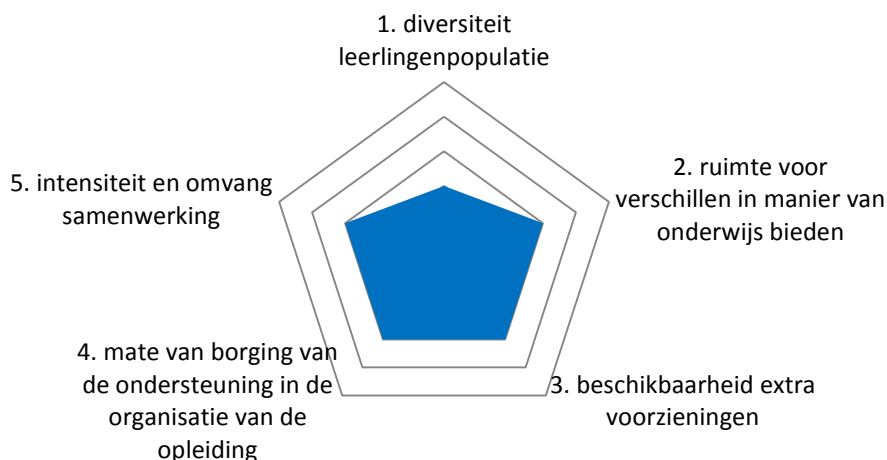 1. diversiteit
leerlingenpopulatie
2. ruimte voor
verschillen in manier van
onderwijs bieden
3. beschikbaarheid extra
voorzieningen
4. mate van borging van
de ondersteuning in de
organisatie van de
opleiding
5. intensiteit en omvang
samenwerking